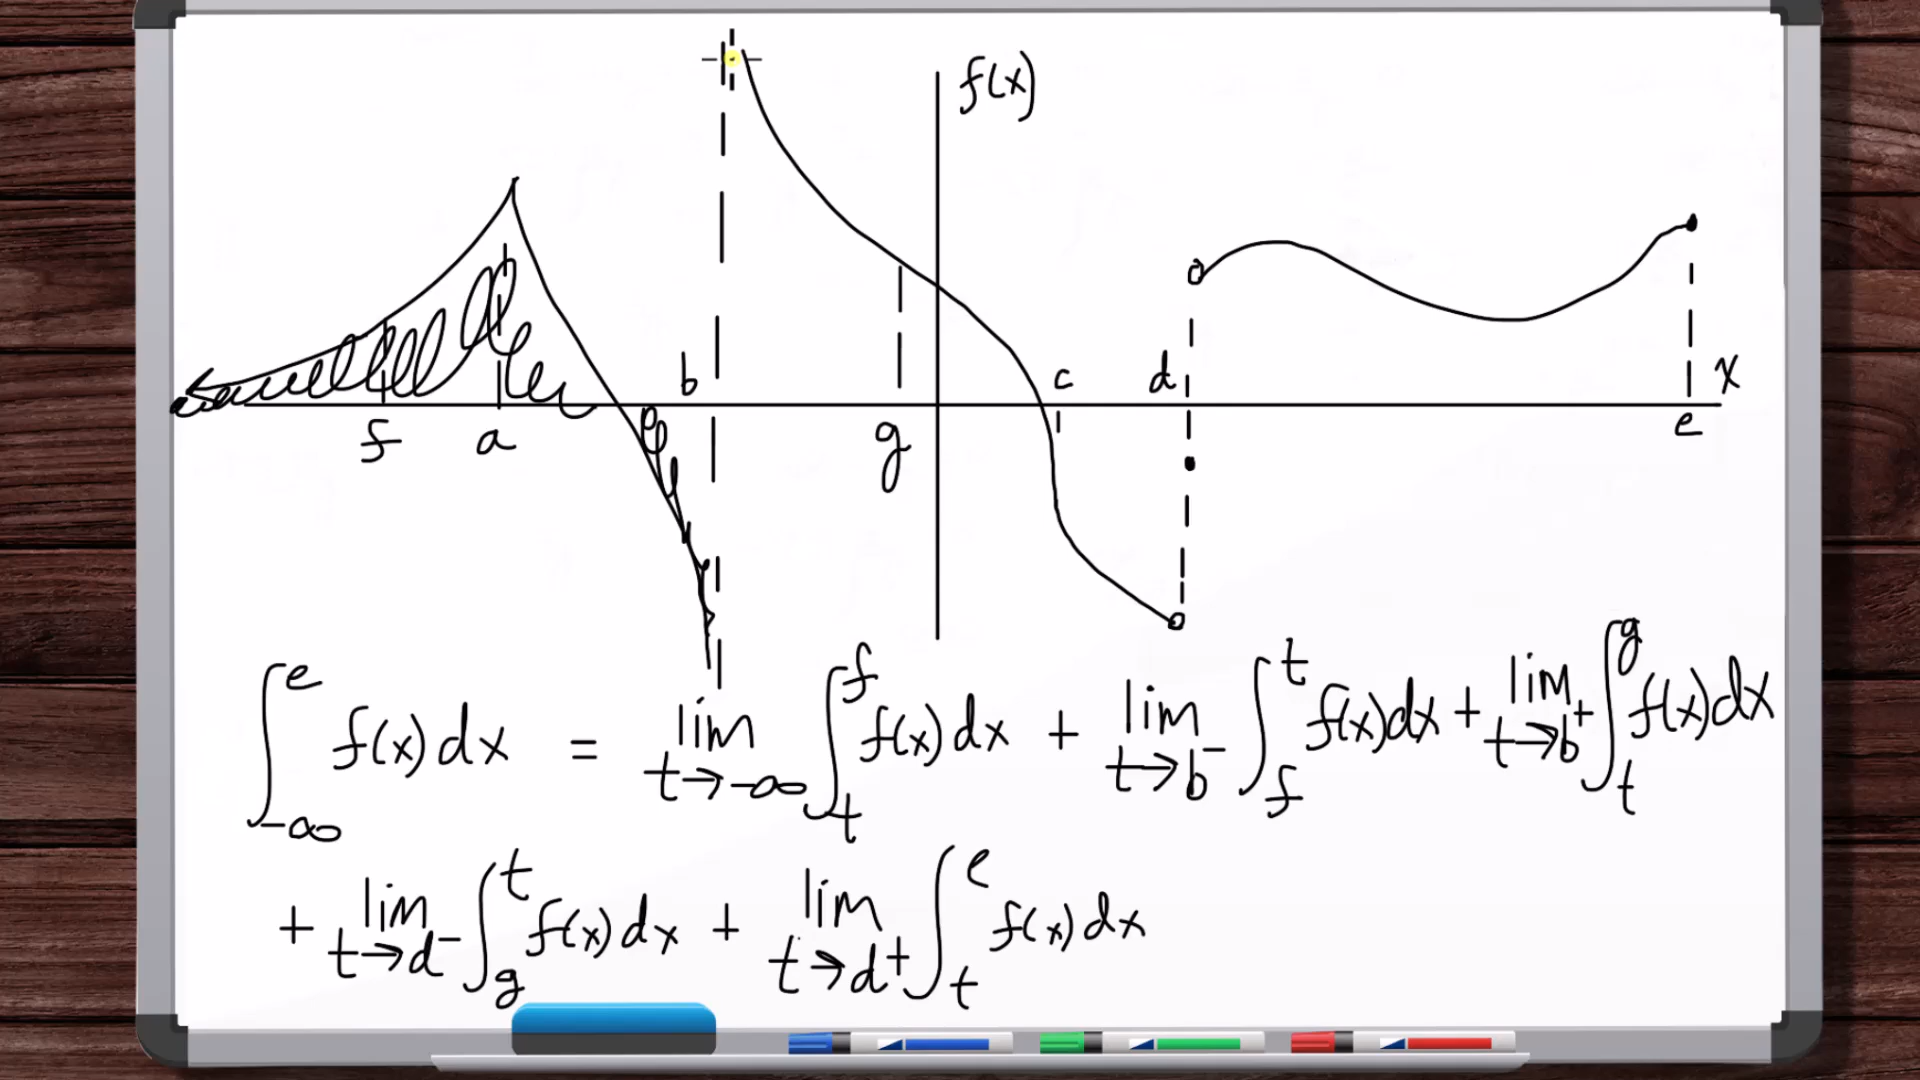 f(x)
b c d x
f a g e
∫_{-∞}^{e} f(x) dx = lim_{t→-∞} ∫_{t}^{f} f(x) dx + lim_{t→b⁻} ∫_{f}^{t} f(x)dx + lim_{t→b⁺} ∫_{t}^{g} f(x)dx
+ lim_{t→d⁻} ∫_{g}^{t} f(x) dx + lim_{t→d⁺} ∫_{t}^{e} f(x) dx